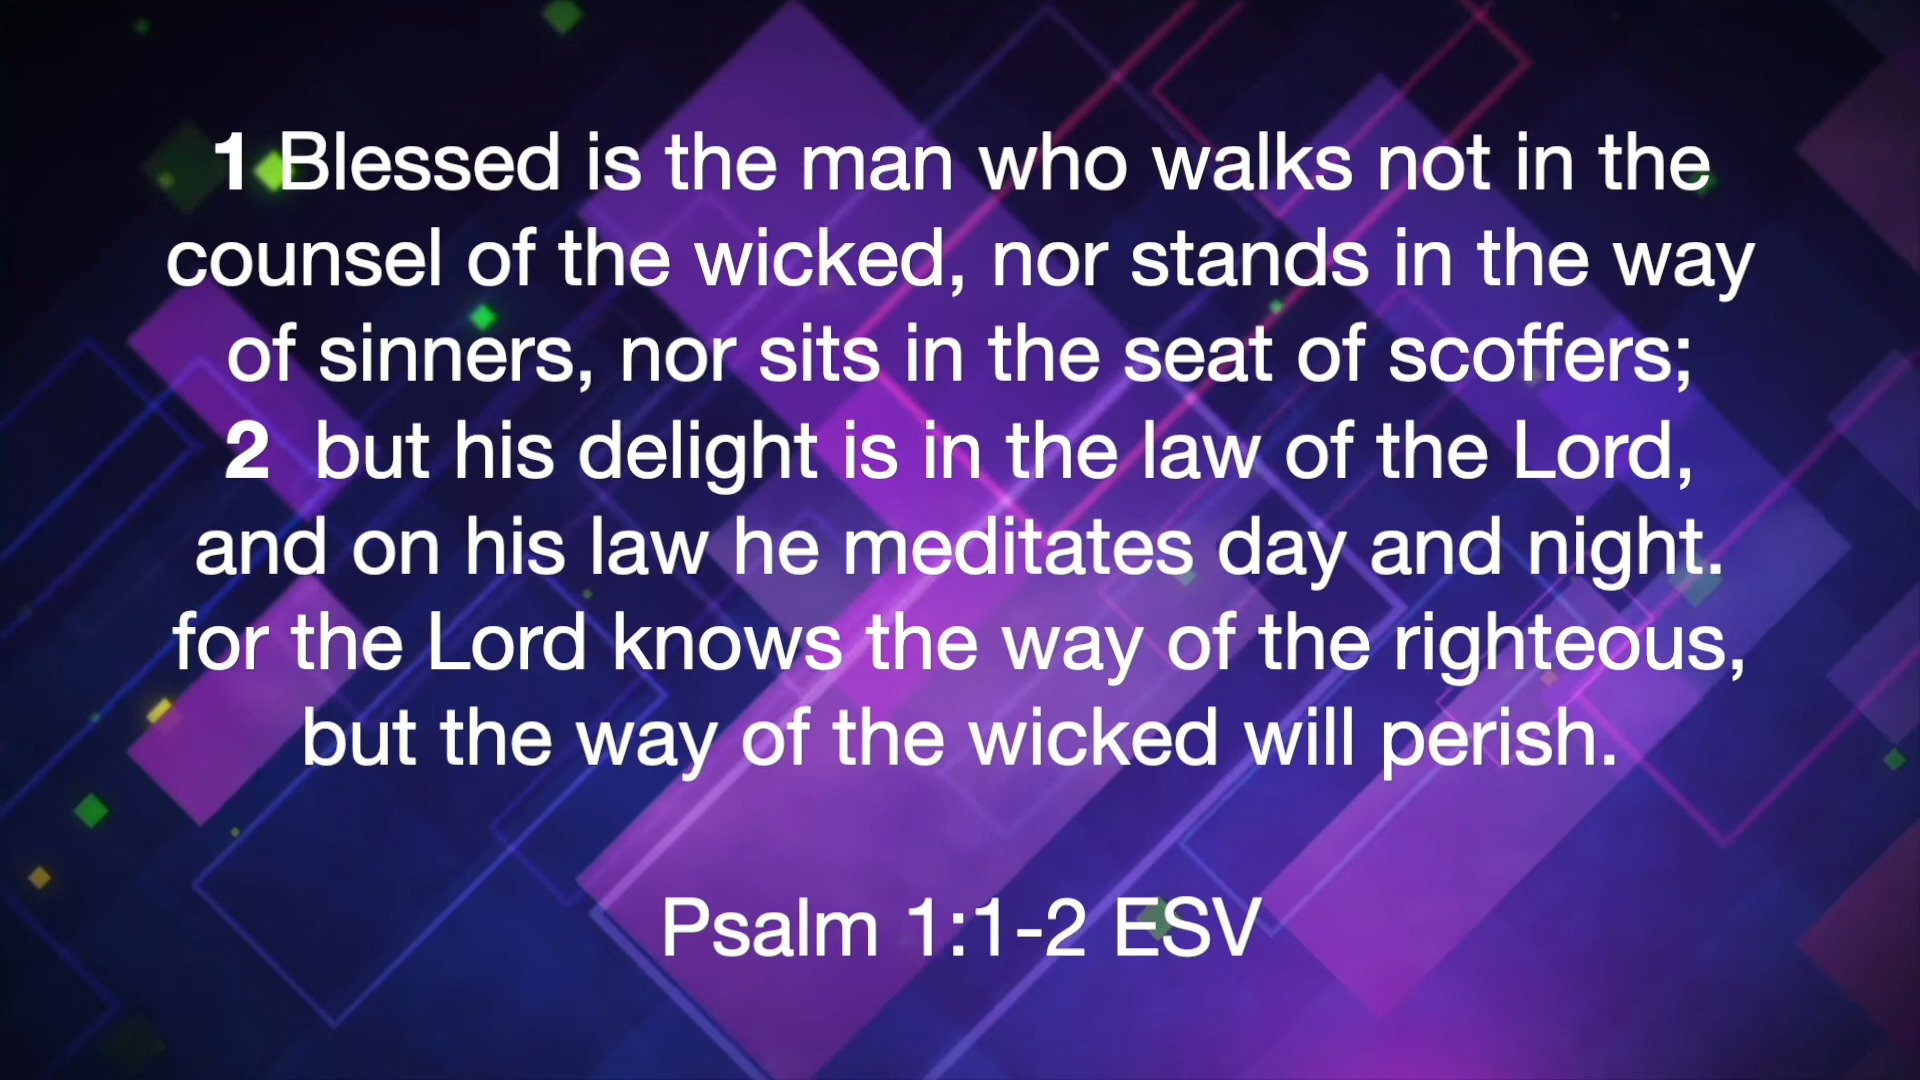 1 Blessed is the man who walks not in the
counsel of the wicked, nor stands in the way
of sinners, nor sits in the seat of scoffers;
2 but his delight is in the law of the Lord,
and on his law he meditates day and night.
for the Lord knows the way of the righteous,
but the way of the wicked will perish.
Psalm 1:1-2 ESV